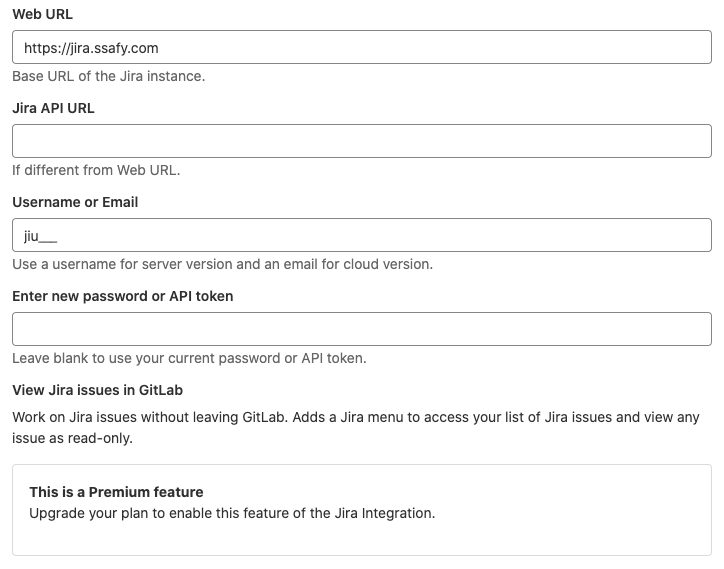 Web URL
https://jira.ssafy.com
Base URL of the Jira instance.
Jira API URL
If different from Web URL.
Username or Email
jiu___
Use a username for server version and an email for cloud version.
Enter new password or API token
Leave blank to use your current password or API token.
View Jira issues in GitLab
Work on Jira issues without leaving GitLab. Adds a Jira menu to access your list of Jira issues and view any
issue as read-only.
This is a Premium feature
Upgrade your plan to enable this feature of the Jira Integration.